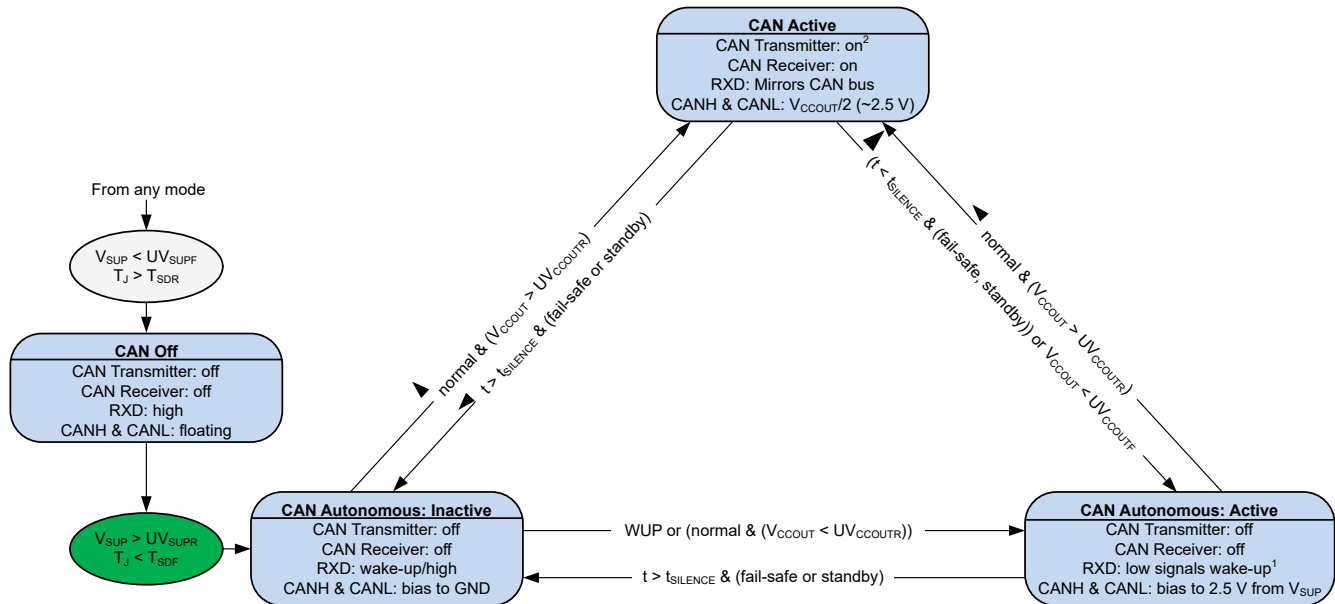 CAN Active
CAN Transmitter: on²
CAN Receiver: on
RXD: Mirrors CAN bus
CANH & CANL: VCCOUT/2 (~2.5 V)
From any mode
VSUP < UVSUPF
TJ > TSDR
CAN Off
CAN Transmitter: off
CAN Receiver: off
RXD: high
CANH & CANL: floating
VSUP > UVSUPR
TJ < TSDF
normal & (VCCOUT > UVCCOUTR)
t > tSILENCE & (fail-safe or standby)
(t < tSILENCE & (fail-safe, standby)) or VCCOUT < UVCCOUTF
normal & (VCCOUT > UVCCOUTR)
CAN Autonomous: Inactive
CAN Transmitter: off
CAN Receiver: off
RXD: wake-up/high
CANH & CANL: bias to GND
WUP or (normal & (VCCOUT < UVCCOUTR))
t > tSILENCE & (fail-safe or standby)
CAN Autonomous: Active
CAN Transmitter: off
CAN Receiver: off
RXD: low signals wake-up¹
CANH & CANL: bias to 2.5 V from VSUP